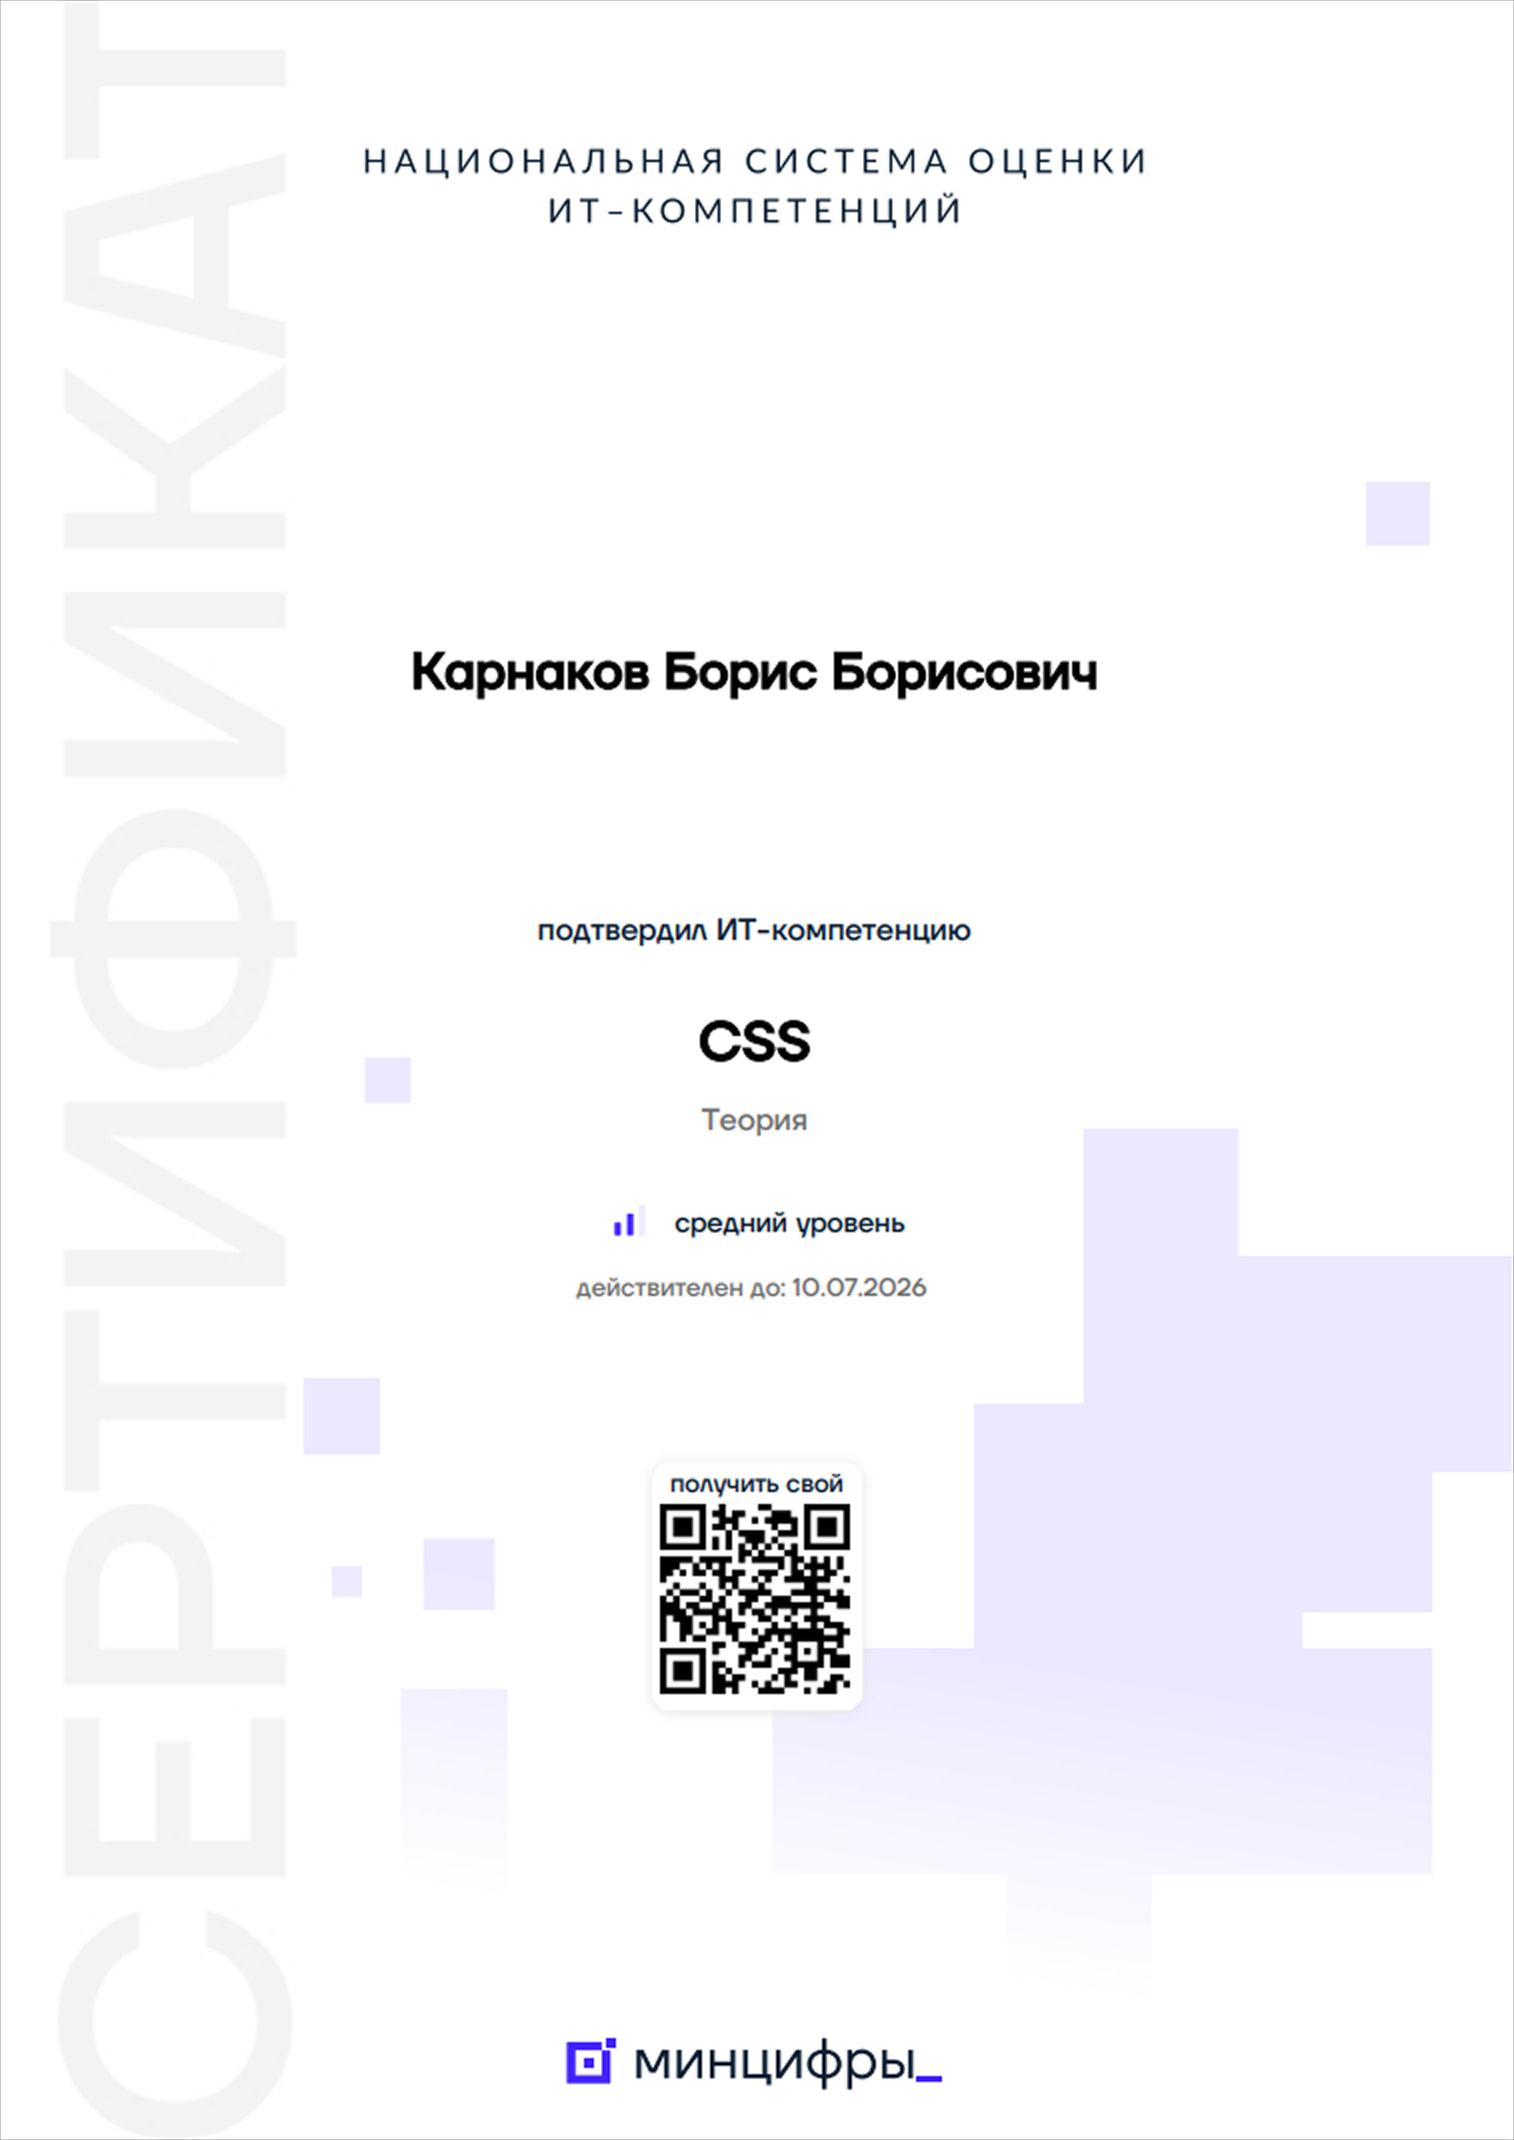 СЕРТИФИКАТ
НАЦИОНАЛЬНАЯ СИСТЕМА ОЦЕНКИ
ИТ-КОМПЕТЕНЦИЙ
Карнаков Борис Борисович
подтвердил ИТ-компетенцию
CSS
Теория
средний уровень
действителен до: 10.07.2026
получить свой
минцифры_